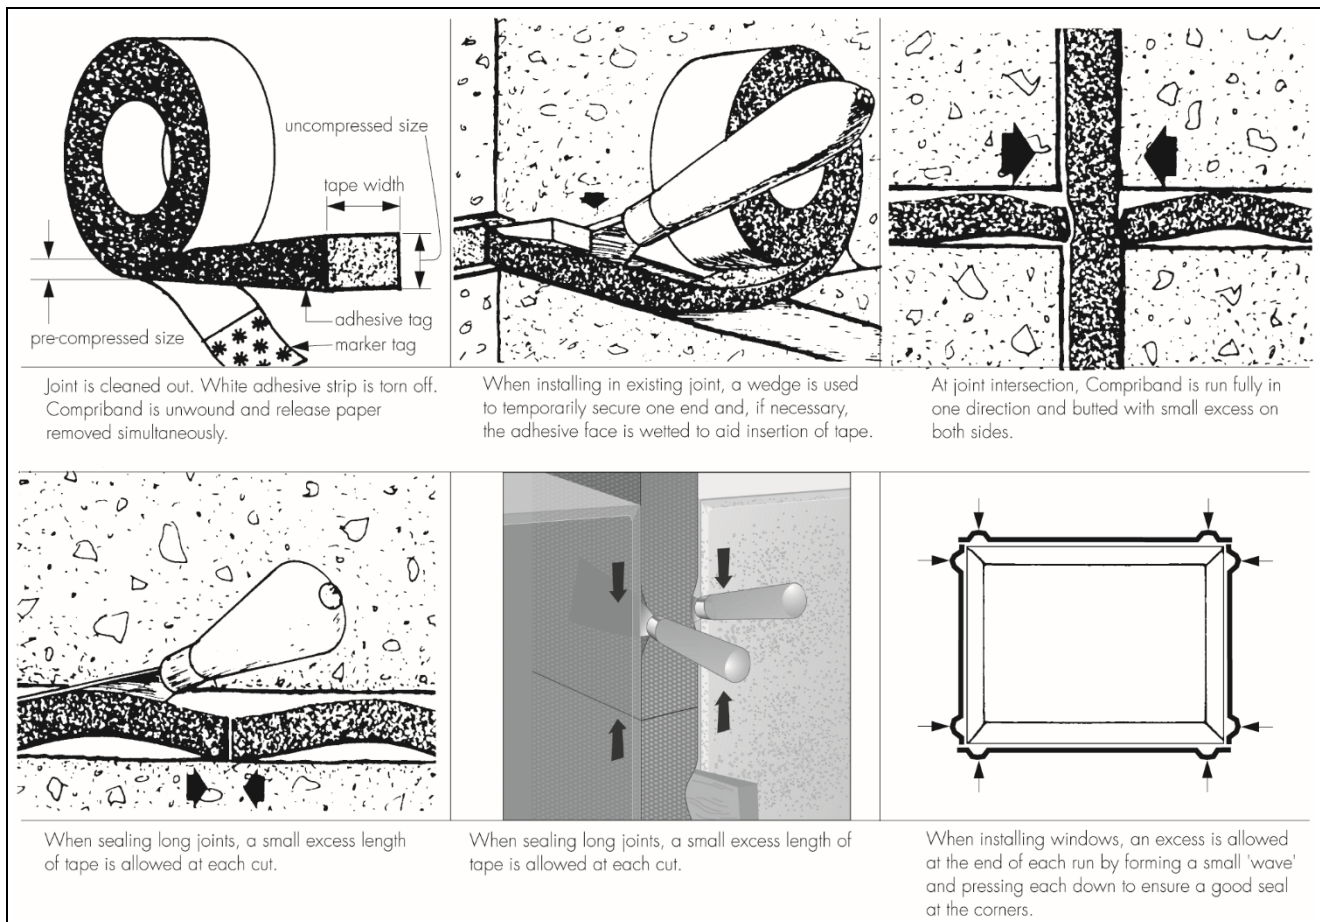 uncompressed size
tape width
pre-compressed size
adhesive tag
marker tag
Joint is cleaned out. White adhesive strip is torn off.
Compriband is unwound and release paper
removed simultaneously.
When installing in existing joint, a wedge is used
to temporarily secure one end and, if necessary,
the adhesive face is wetted to aid insertion of tape.
At joint intersection, Compriband is run fully in
one direction and butted with small excess on
both sides.
When sealing long joints, a small excess length
of tape is allowed at each cut.
When sealing long joints, a small excess length of
tape is allowed at each cut.
When installing windows, an excess is allowed
at the end of each run by forming a small 'wave'
and pressing each down to ensure a good seal
at the corners.